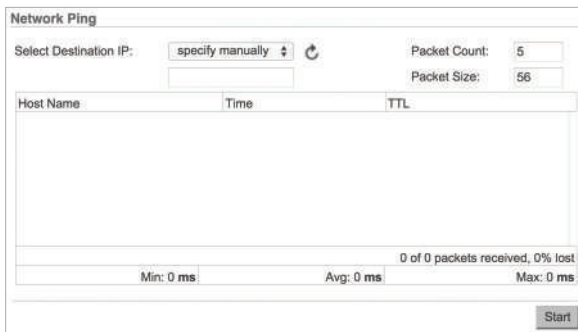 Network Ping
Select Destination IP: specify manually Packet Count: 5
Packet Size: 56
Host Name Time TTL
0 of 0 packets received, 0% lost
Min: 0 ms Avg: 0 ms Max: 0 ms
Start